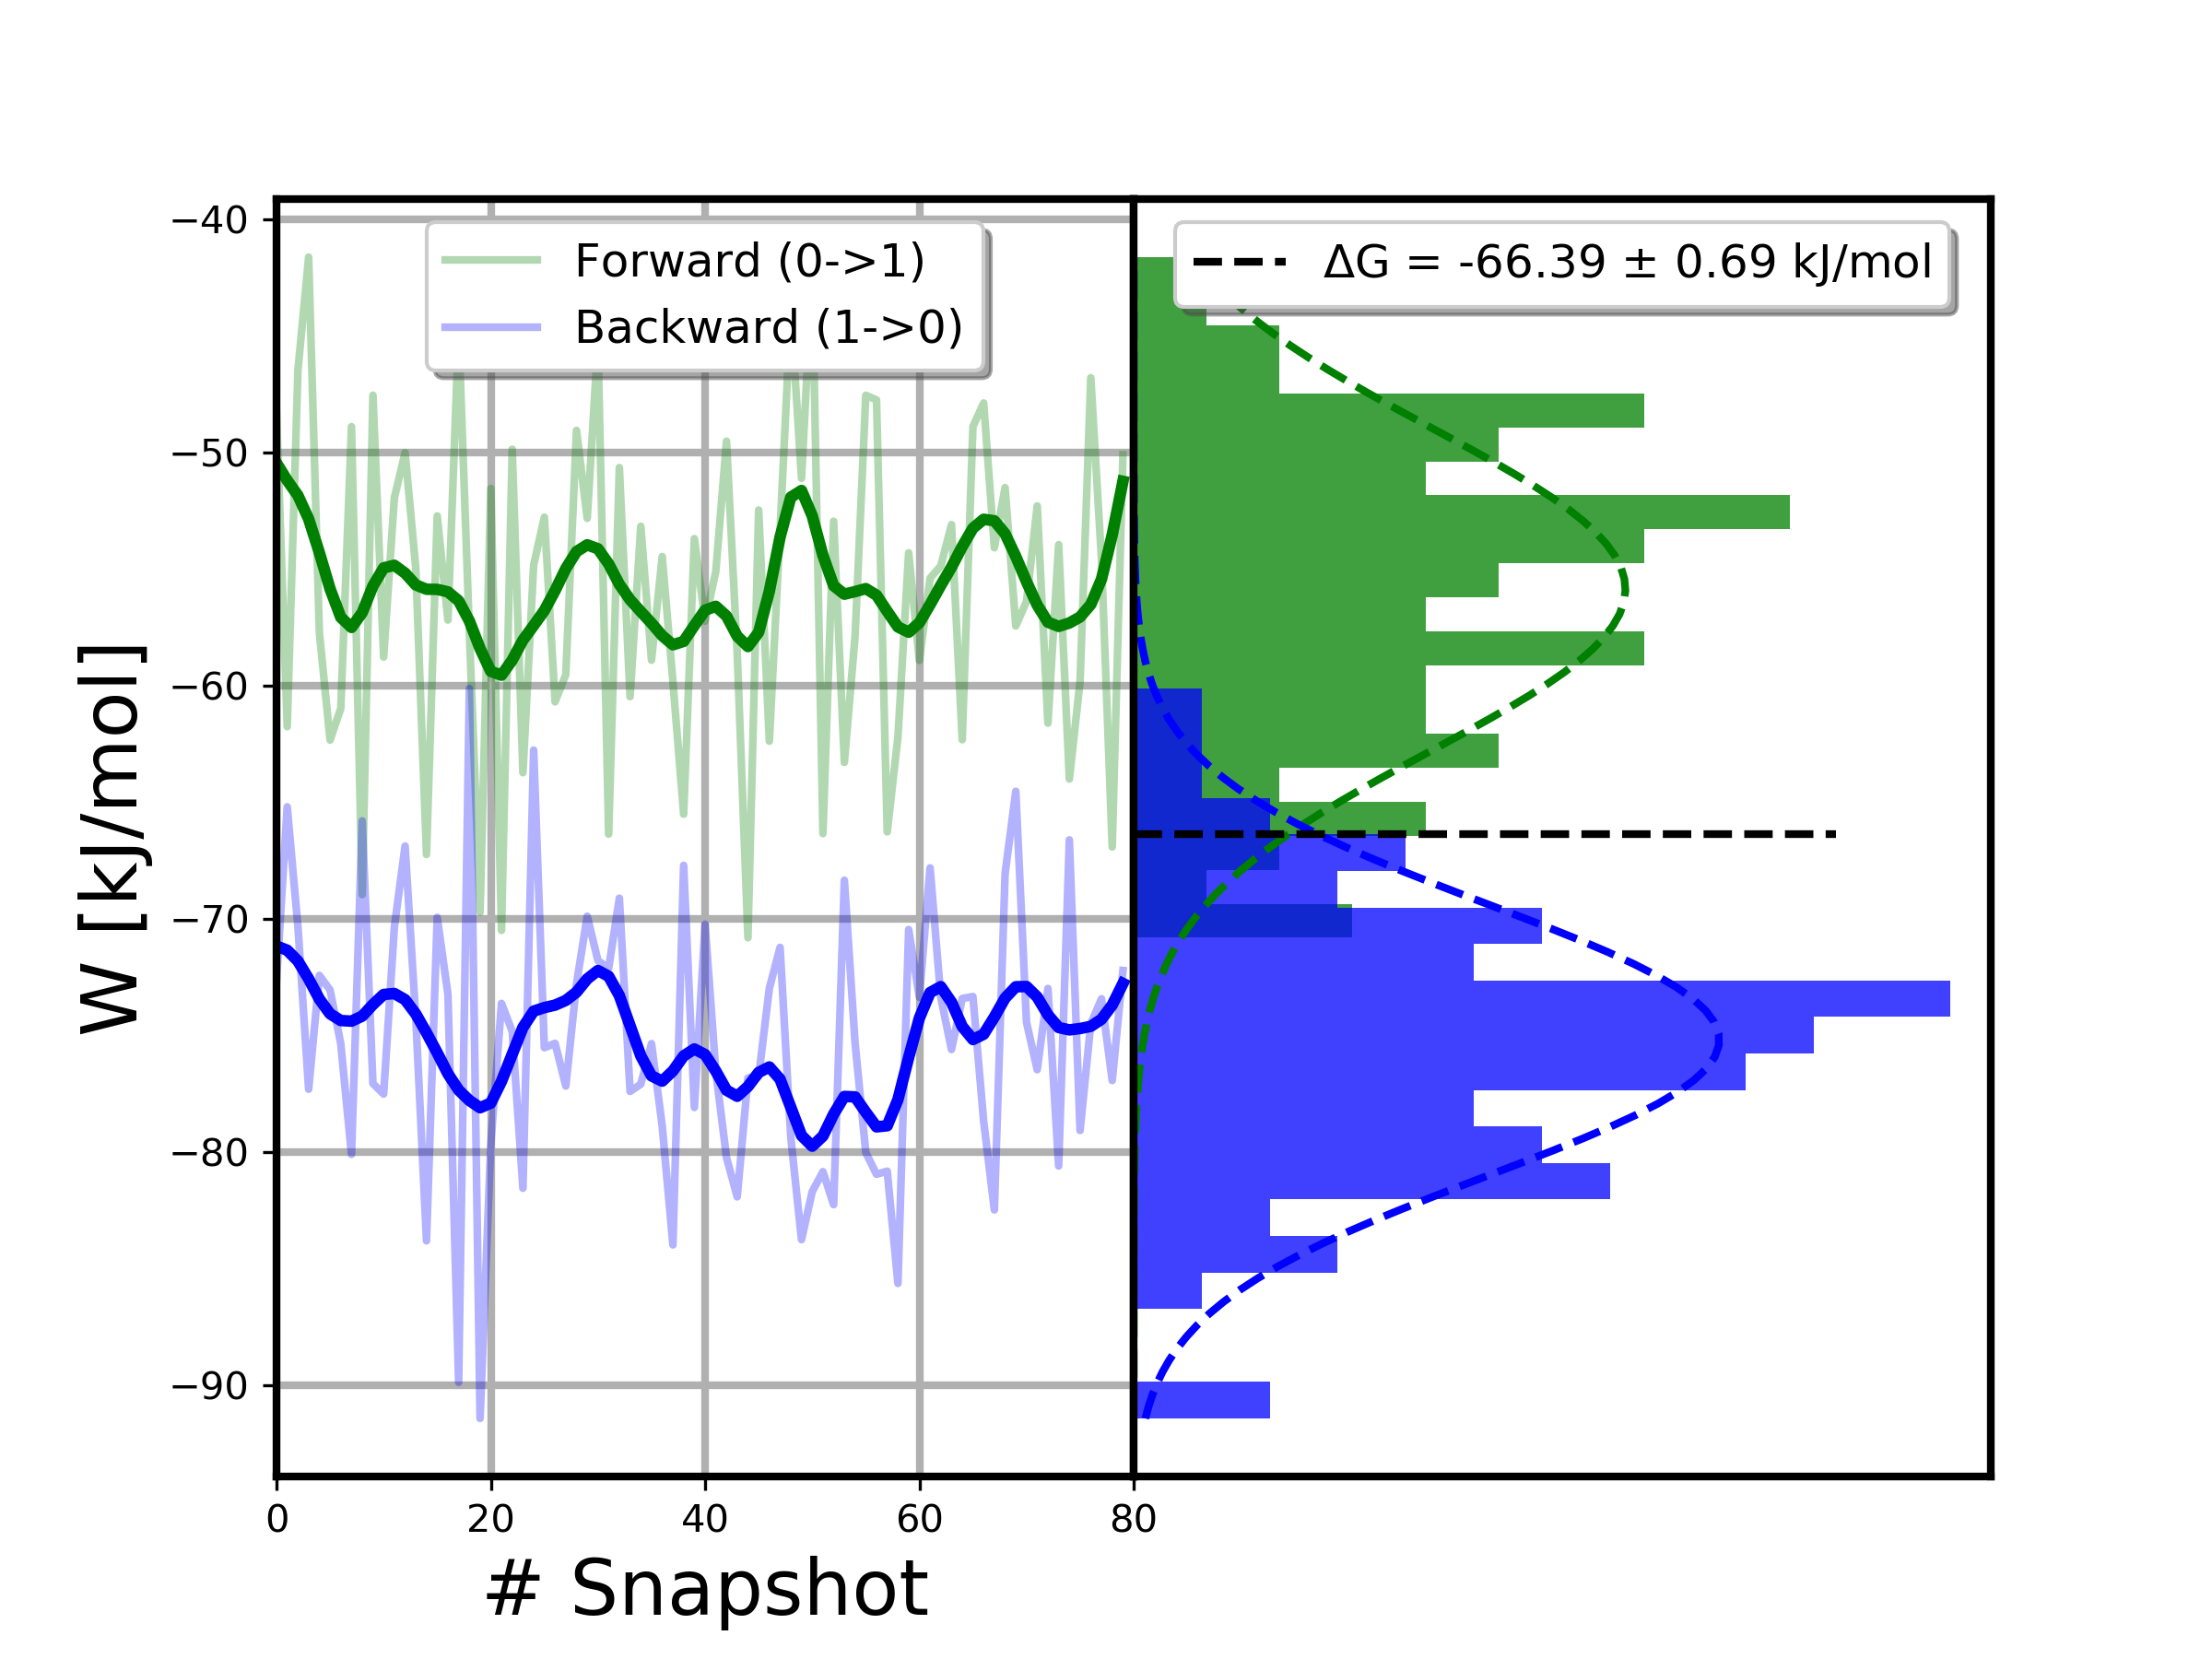 W [kJ/mol]
−40
−50
−60
−70
−80
−90
Forward (0->1)
Backward (1->0)
ΔG = -66.39 ± 0.69 kJ/mol
0 20 40 60 80
# Snapshot